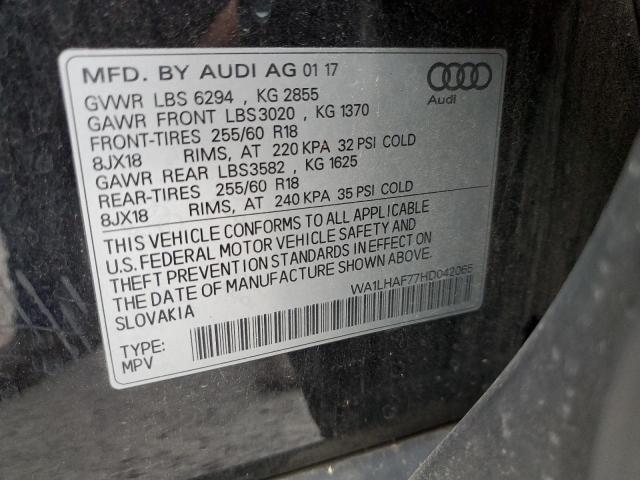 MFD. BY AUDI AG 01 17
Audi
GVWR LBS 6294 , KG 2855
GAWR FRONT LBS3020 , KG 1370
FRONT-TIRES 255/60 R18
8JX18 RIMS, AT 220 KPA 32 PSI COLD
GAWR REAR LBS3582 , KG 1625
REAR-TIRES 255/60 R18
8JX18 RIMS, AT 240 KPA 35 PSI COLD
THIS VEHICLE CONFORMS TO ALL APPLICABLE
U.S. FEDERAL MOTOR VEHICLE SAFETY AND
THEFT PREVENTION STANDARDS IN EFFECT ON
THE DATE OF MANUFACTURE SHOWN ABOVE.
SLOVAKIA
WA1LHAF77HD042065
TYPE:
MPV